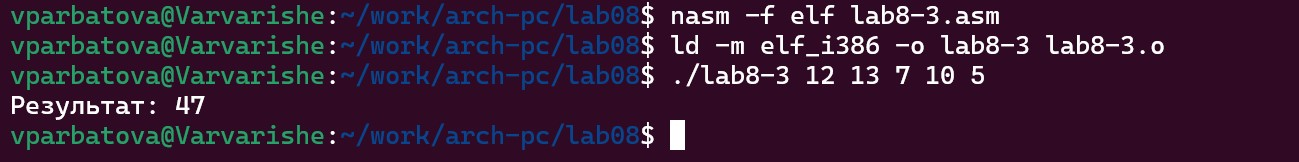 vparbatova@Varvarishe:~/work/arch-pc/lab08$ nasm -f elf lab8-3.asm
vparbatova@Varvarishe:~/work/arch-pc/lab08$ ld -m elf_i386 -o lab8-3 lab8-3.o
vparbatova@Varvarishe:~/work/arch-pc/lab08$ ./lab8-3 12 13 7 10 5
Результат: 47
vparbatova@Varvarishe:~/work/arch-pc/lab08$